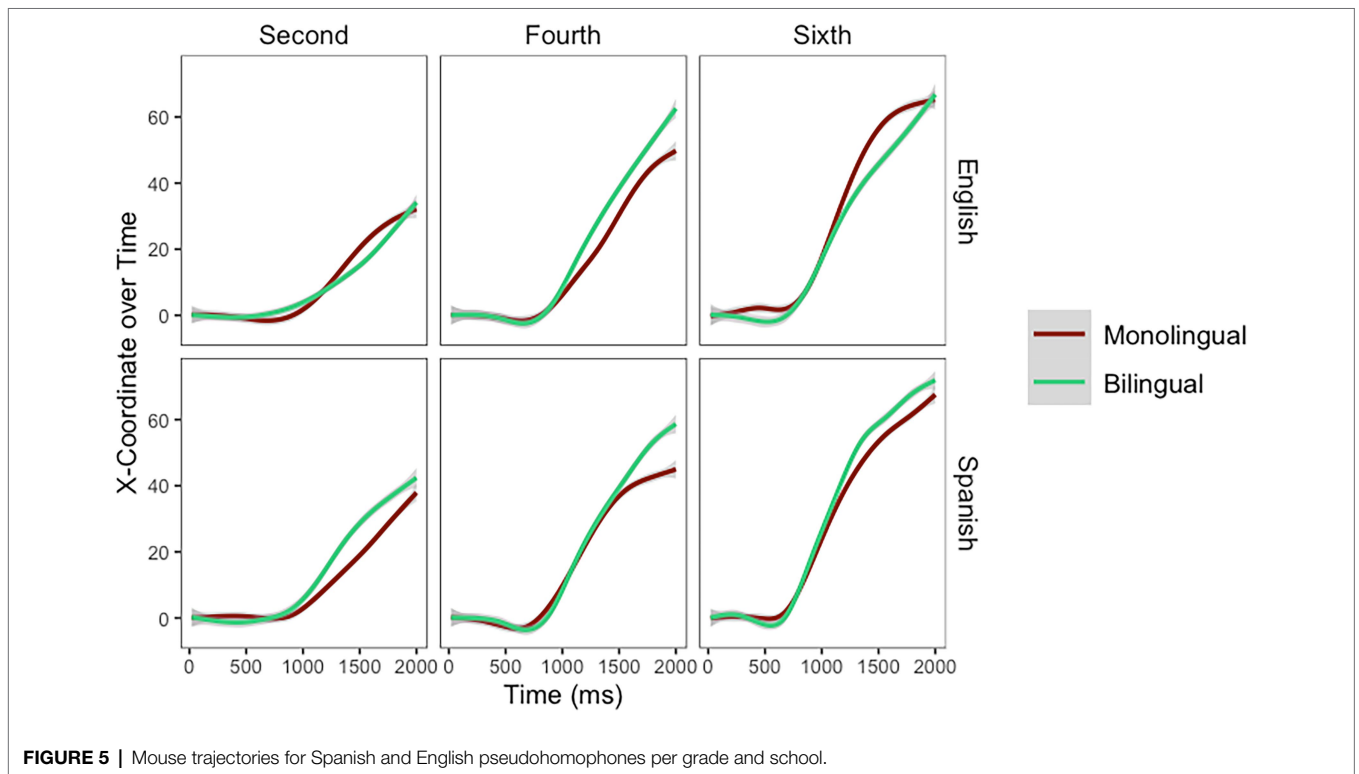 Second Fourth Sixth
60
40
20
0
English
X-Coordinate over Time
60
40
20
0
Spanish
0 500 1000 1500 2000 0 500 1000 1500 2000 0 500 1000 1500 2000
Time (ms)
Monolingual
Bilingual
FIGURE 5 | Mouse trajectories for Spanish and English pseudohomophones per grade and school.